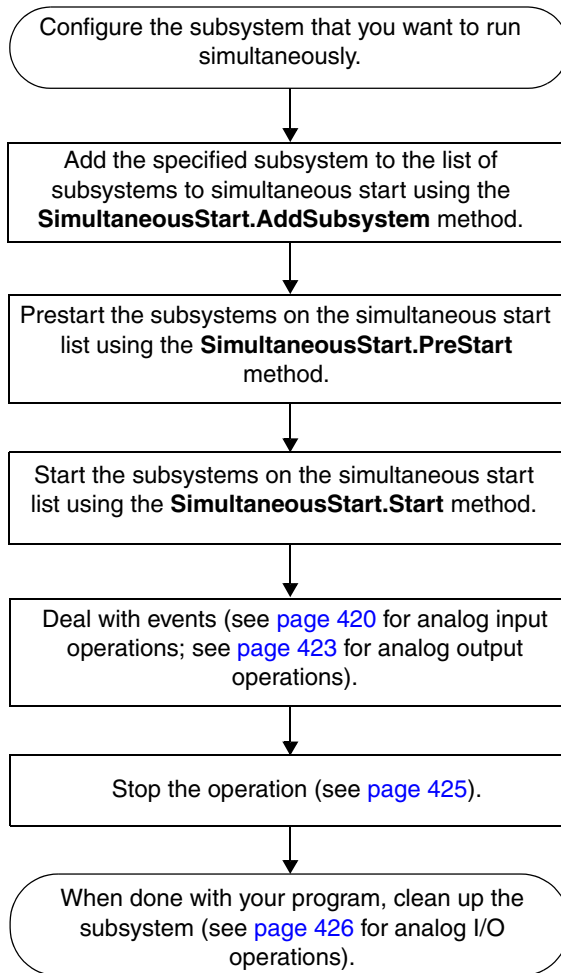 Configure the subsystem that you want to run
simultaneously.
Add the specified subsystem to the list of
subsystems to simultaneous start using the
SimultaneousStart.AddSubsystem method.
Prestart the subsystems on the simultaneous start
list using the SimultaneousStart.PreStart
method.
Start the subsystems on the simultaneous start
list using the SimultaneousStart.Start method.
Deal with events (see page 420 for analog input
operations; see page 423 for analog output
operations).
Stop the operation (see page 425).
When done with your program, clean up the
subsystem (see page 426 for analog I/O
operations).